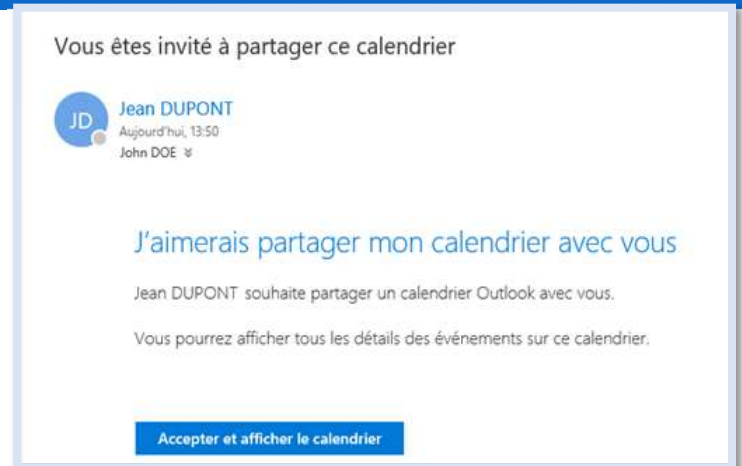 Vous êtes invité à partager ce calendrier
JD
Jean DUPONT
Aujourd'hui, 13:50
John DOE
J'aimerais partager mon calendrier avec vous
Jean DUPONT souhaite partager un calendrier Outlook avec vous.
Vous pourrez afficher tous les détails des événements sur ce calendrier.
Accepter et afficher le calendrier